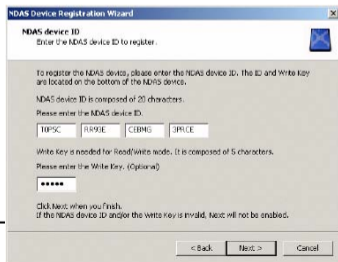 NDAS Device Registration Wizard
NDAS device ID
Enter the NDAS device ID to register.
To register the NDAS device, please enter the NDAS device ID. The ID and Write Key
are located on the bottom of the NDAS device.
NDAS device ID is composed of 20 characters.
Please enter the NDAS device ID.
T0PSC RR93E CEBMG 3PRCE
Write Key is needed for Read/Write mode. It is composed of 5 characters.
Please enter the Write Key. (Optional)
•••••
Click Next when you finish.
If the NDAS device ID and/or the Write Key is invalid, Next will not be enabled.
< Back Next > Cancel